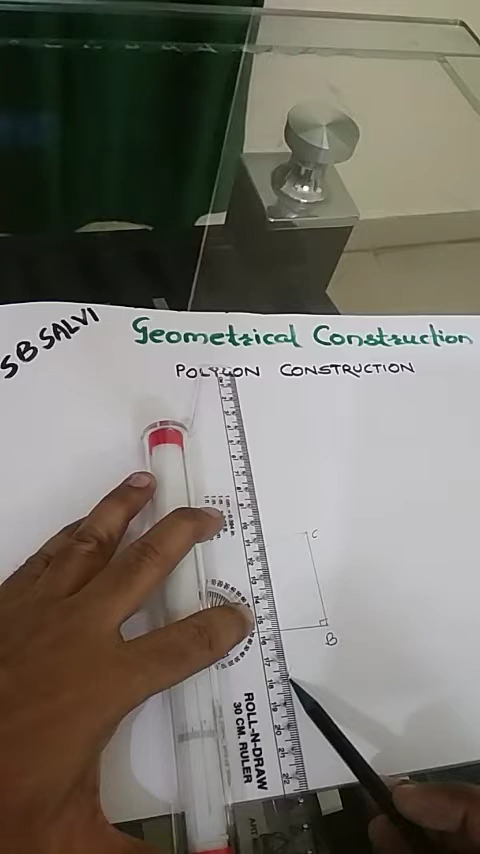 SB SALVI
Geometrical Construction
POLYGON CONSTRUCTION
C
B
ROLL-N-DRAW
30 CM. RULER